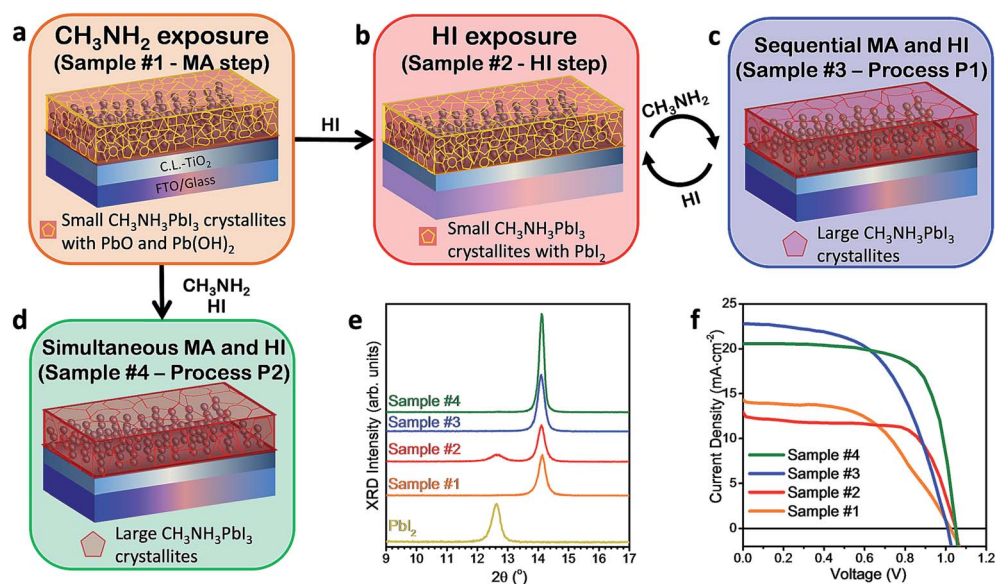 a
CH₃NH₂ exposure
(Sample #1 - MA step)
C.L.-TiO₂
FTO/Glass
Small CH₃NH₃PbI₃ crystallites
with PbO and Pb(OH)₂
HI
b
HI exposure
(Sample #2 - HI step)
Small CH₃NH₃PbI₃
crystallites with PbI₂
CH₃NH₂
HI
c
Sequential MA and HI
(Sample #3 – Process P1)
Large CH₃NH₃PbI₃
crystallites
CH₃NH₂
HI
d
Simultaneous MA and HI
(Sample #4 – Process P2)
Large CH₃NH₃PbI₃
crystallites
e
XRD Intensity (arb. units)
Sample #4
Sample #3
Sample #2
Sample #1
PbI₂
9 10 11 12 13 14 15 16 17
2θ (°)
f
Current Density (mA·cm⁻²)
25
20
15
10
5
0
Sample #4
Sample #3
Sample #2
Sample #1
0.0 0.2 0.4 0.6 0.8 1.0 1.2
Voltage (V)